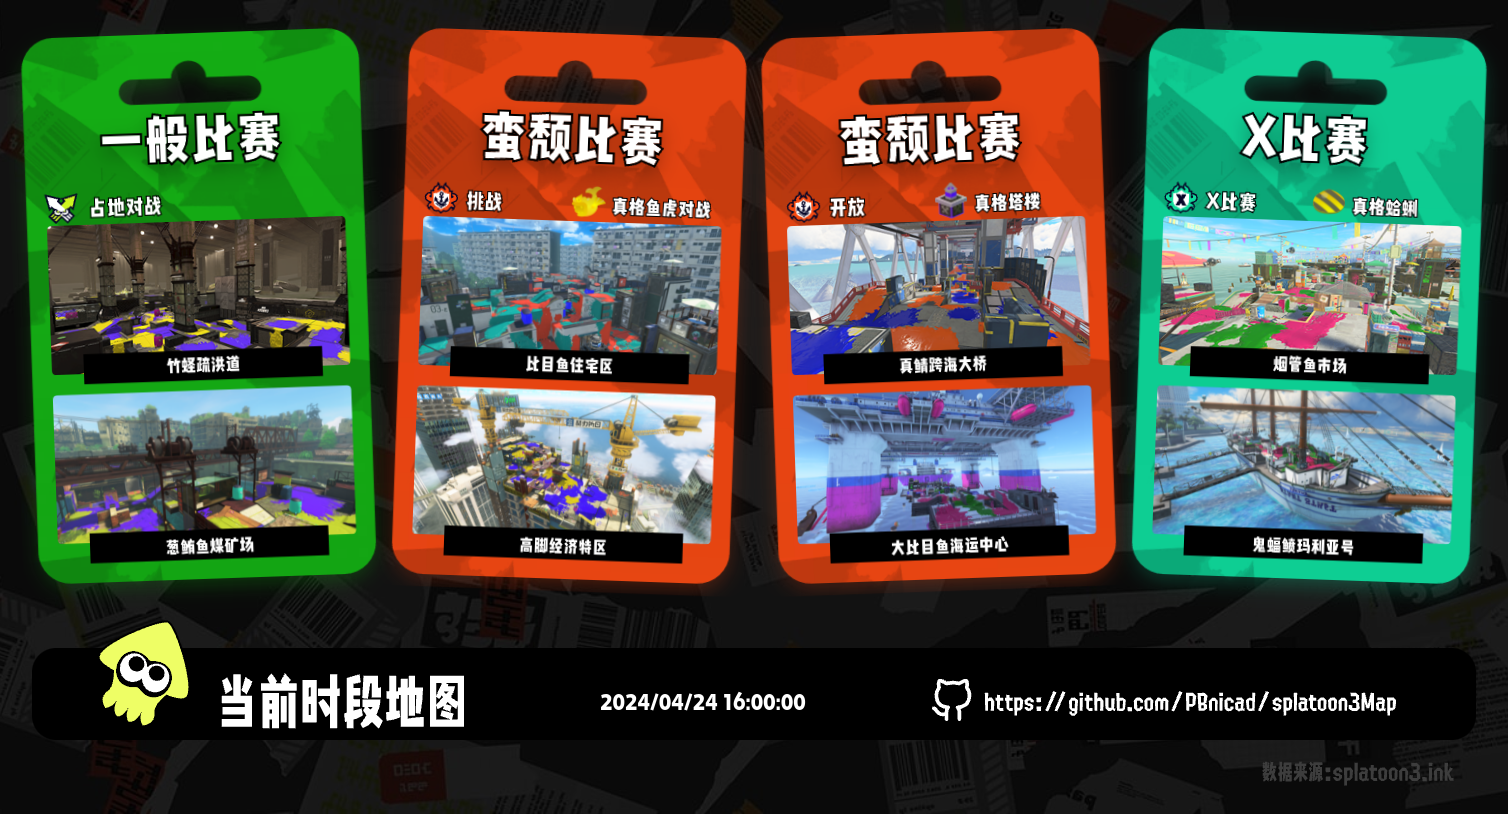 一般比赛
占地对战
竹蛏疏洪道
葱鲔鱼煤矿场
蛮颓比赛
挑战
真格鱼虎对战
比目鱼住宅区
高脚经济特区
蛮颓比赛
开放
真格塔楼
真鲭跨海大桥
大比目鱼海运中心
X比赛
X比赛
真格蛤蜊
烟管鱼市场
鬼蝠鲼玛利亚号
当前时段地图
2024/04/24 16:00:00
https://github.com/PBnicad/splatoon3Map
数据来源:splatoon3.ink